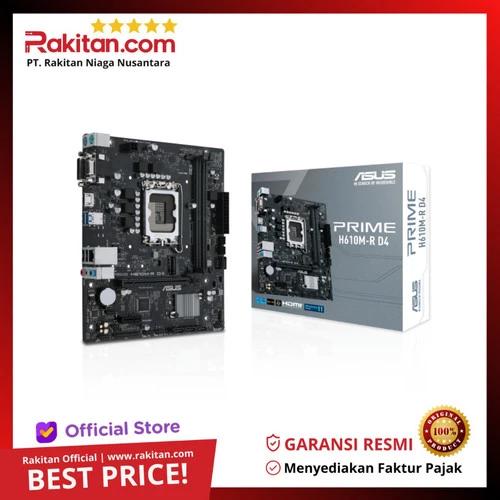 Rakitan.com
PT. Rakitan Niaga Nusantara
ASUS
IN SEARCH OF INCREDIBLE
PRIME
H610M-R D4
HDMI
PRIME H610M-R D4
ASUS
Official Store
Rakitan Official | www.rakitan.com
BEST PRICE!
GARANSI RESMI
Menyediakan Faktur Pajak
ORIGINAL
100%
PRODUCT